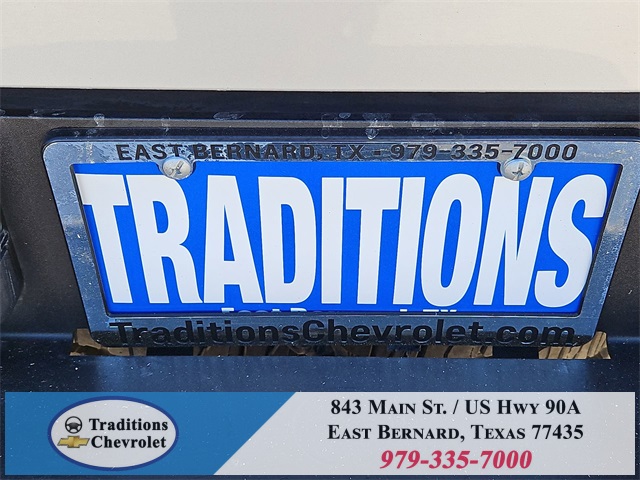 EAST BERNARD, TX - 979-335-7000
TRADITIONS
TraditionsChevrolet.com
Traditions
Chevrolet
843 Main St. / US Hwy 90A
East Bernard, Texas 77435
979-335-7000